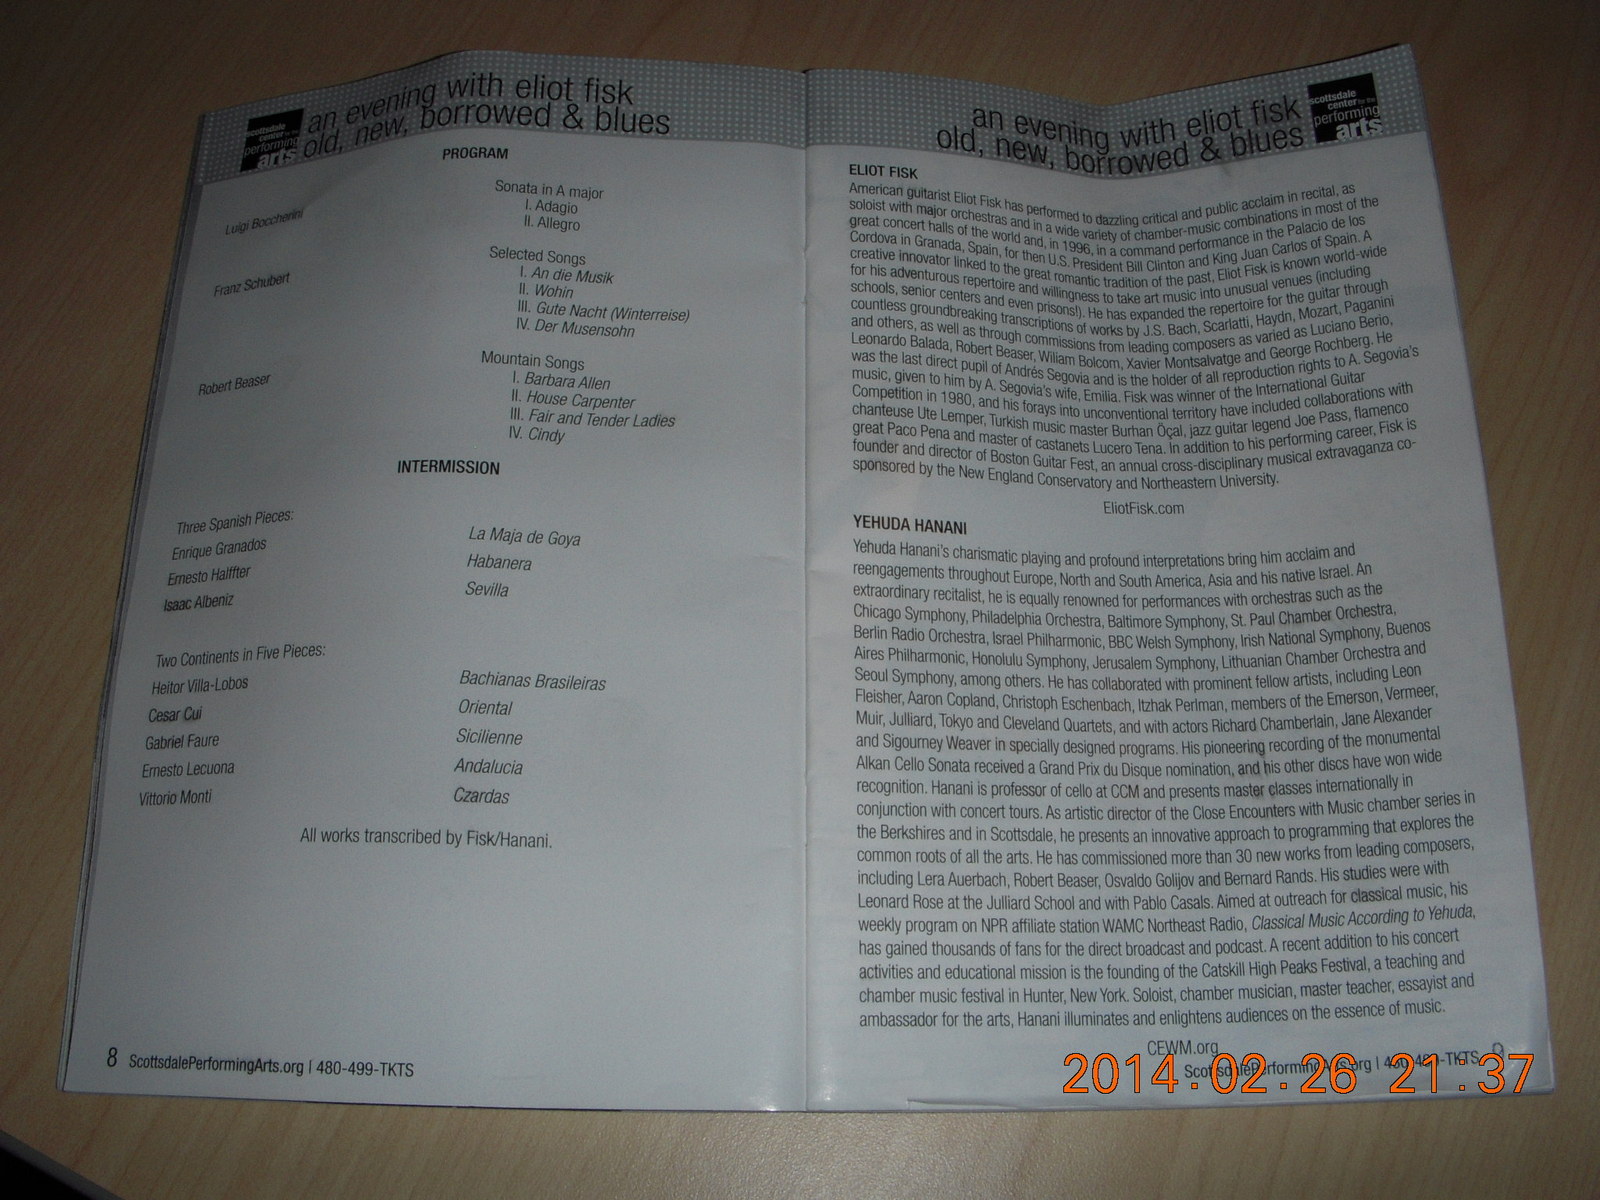 scottsdale
center for the
performing
arts
an evening with eliot fisk
old, new, borrowed & blues
PROGRAM
Luigi Boccherini
Sonata in A major
I. Adagio
II. Allegro
Franz Schubert
Selected Songs
I. An die Musik
II. Wohin
III. Gute Nacht (Winterreise)
IV. Der Musensohn
Robert Beaser
Mountain Songs
I. Barbara Allen
II. House Carpenter
III. Fair and Tender Ladies
IV. Cindy
INTERMISSION
Three Spanish Pieces:
Enrique Granados La Maja de Goya
Ernesto Halffter Habanera
Isaac Albeniz Sevilla
Two Continents in Five Pieces:
Heitor Villa-Lobos Bachianas Brasileiras
Cesar Cui Oriental
Gabriel Faure Sicilienne
Ernesto Lecuona Andalucia
Vittorio Monti Czardas
All works transcribed by Fisk/Hanani.
8 ScottsdalePerformingArts.org | 480-499-TKTS
an evening with eliot fisk
old, new, borrowed & blues
scottsdale
center for the
performing
arts
ELIOT FISK
American guitarist Eliot Fisk has performed to dazzling critical and public acclaim in recital, as
soloist with major orchestras and in a wide variety of chamber-music combinations in most of the
great concert halls of the world and, in 1996, in a command performance in the Palacio de los
Cordova in Granada, Spain, for then U.S. President Bill Clinton and King Juan Carlos of Spain. A
creative innovator linked to the great romantic tradition of the past, Eliot Fisk is known world-wide
for his adventurous repertoire and willingness to take art music into unusual venues (including
schools, senior centers and even prisons!). He has expanded the repertoire for the guitar through
countless groundbreaking transcriptions of works by J.S. Bach, Scarlatti, Haydn, Mozart, Paganini
and others, as well as through commissions from leading composers as varied as Luciano Berio,
Leonardo Balada, Robert Beaser, Wiliam Bolcom, Xavier Montsalvatge and George Rochberg. He
was the last direct pupil of Andrés Segovia and is the holder of all reproduction rights to A. Segovia's
music, given to him by A. Segovia's wife, Emilia. Fisk was winner of the International Guitar
Competition in 1980, and his forays into unconventional territory have included collaborations with
chanteuse Ute Lemper, Turkish music master Burhan Öçal, jazz guitar legend Joe Pass, flamenco
great Paco Pena and master of castanets Lucero Tena. In addition to his performing career, Fisk is
founder and director of Boston Guitar Fest, an annual cross-disciplinary musical extravaganza co-
sponsored by the New England Conservatory and Northeastern University.
EliotFisk.com
YEHUDA HANANI
Yehuda Hanani's charismatic playing and profound interpretations bring him acclaim and
reengagements throughout Europe, North and South America, Asia and his native Israel. An
extraordinary recitalist, he is equally renowned for performances with orchestras such as the
Chicago Symphony, Philadelphia Orchestra, Baltimore Symphony, St. Paul Chamber Orchestra,
Berlin Radio Orchestra, Israel Philharmonic, BBC Welsh Symphony, Irish National Symphony, Buenos
Aires Philharmonic, Honolulu Symphony, Jerusalem Symphony, Lithuanian Chamber Orchestra and
Seoul Symphony, among others. He has collaborated with prominent fellow artists, including Leon
Fleisher, Aaron Copland, Christoph Eschenbach, Itzhak Perlman, members of the Emerson, Vermeer,
Muir, Julliard, Tokyo and Cleveland Quartets, and with actors Richard Chamberlain, Jane Alexander
and Sigourney Weaver in specially designed programs. His pioneering recording of the monumental
Alkan Cello Sonata received a Grand Prix du Disque nomination, and his other discs have won wide
recognition. Hanani is professor of cello at CCM and presents master classes internationally in
conjunction with concert tours. As artistic director of the Close Encounters with Music chamber series in
the Berkshires and in Scottsdale, he presents an innovative approach to programming that explores the
common roots of all the arts. He has commissioned more than 30 new works from leading composers,
including Lera Auerbach, Robert Beaser, Osvaldo Golijov and Bernard Rands. His studies were with
Leonard Rose at the Julliard School and with Pablo Casals. Aimed at outreach for classical music, his
weekly program on NPR affiliate station WAMC Northeast Radio, Classical Music According to Yehuda,
has gained thousands of fans for the direct broadcast and podcast. A recent addition to his concert
activities and educational mission is the founding of the Catskill High Peaks Festival, a teaching and
chamber music festival in Hunter, New York. Soloist, chamber musician, master teacher, essayist and
ambassador for the arts, Hanani illuminates and enlightens audiences on the essence of music.
CEWM.org
ScottsdalePerformingArts.org | 480-499-TKTS 9
2014.02.26 21:37